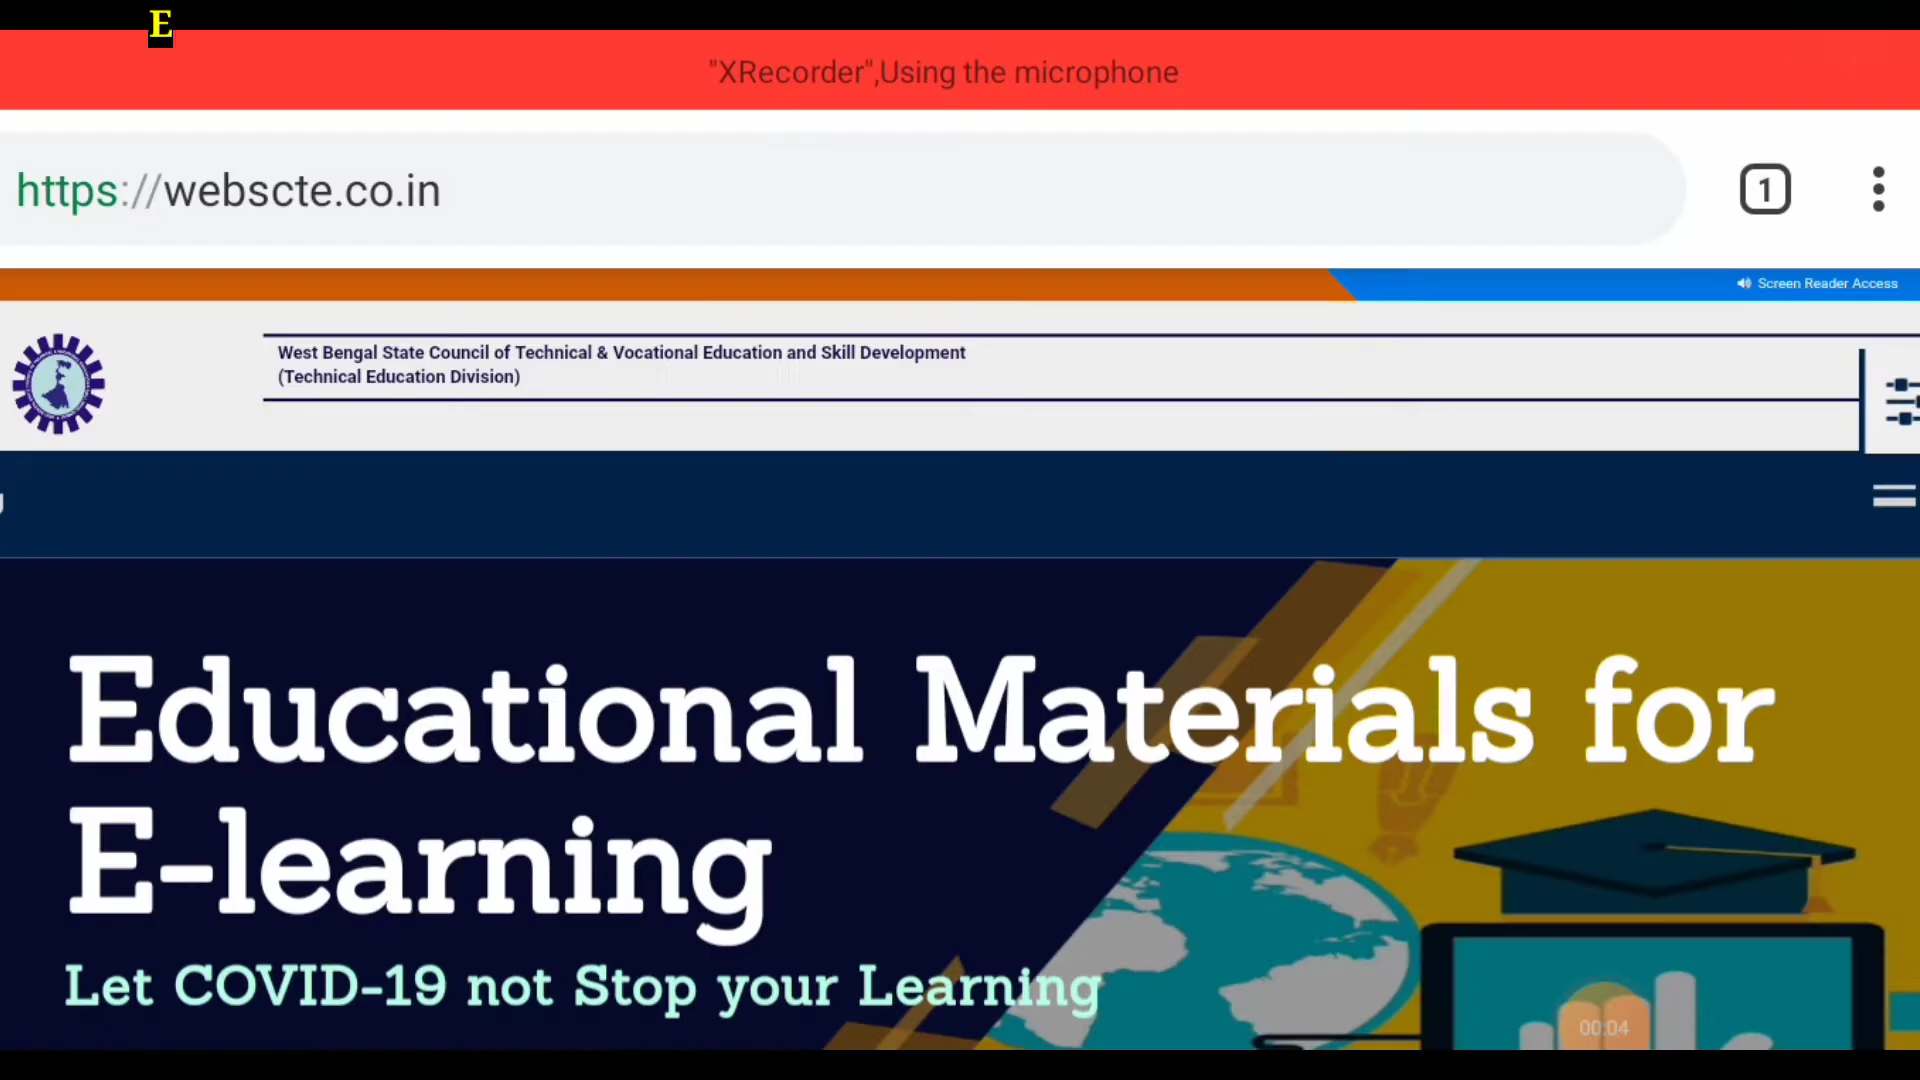 E
"XRecorder",Using the microphone
https://webscte.co.in
1
Screen Reader Access
West Bengal State Council of Technical & Vocational Education and Skill Development
(Technical Education Division)
Educational Materials for
E-learning
Let COVID-19 not Stop your Learning
00:04